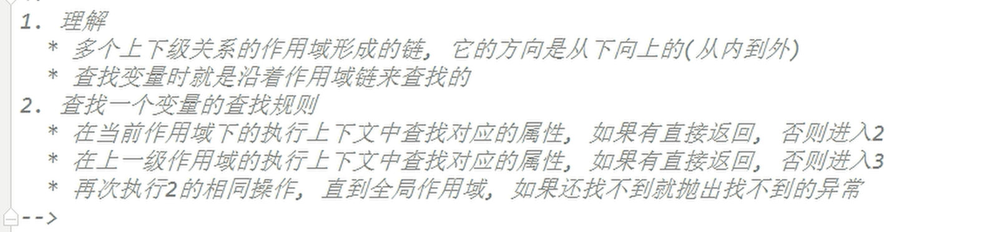 1. 理解
* 多个上下级关系的作用域形成的链, 它的方向是从下向上的(从内到外)
* 查找变量时就是沿着作用域链来查找的
2. 查找一个变量的查找规则
* 在当前作用域下的执行上下文中查找对应的属性, 如果有直接返回, 否则进入2
* 在上一级作用域的执行上下文中查找对应的属性, 如果有直接返回, 否则进入3
* 再次执行2的相同操作, 直到全局作用域, 如果还找不到就抛出找不到的异常
-->